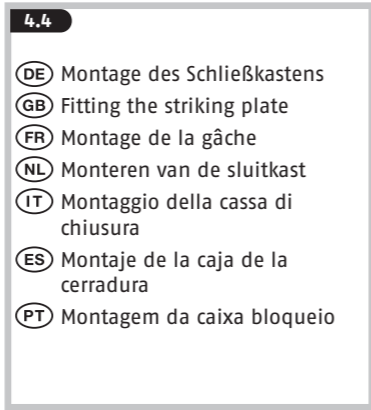 4.4
DE Montage des Schließkastens
GB Fitting the striking plate
FR Montage de la gâche
NL Monteren van de sluitkast
IT Montaggio della cassa di
chiusura
ES Montaje de la caja de la
cerradura
PT Montagem da caixa bloqueio